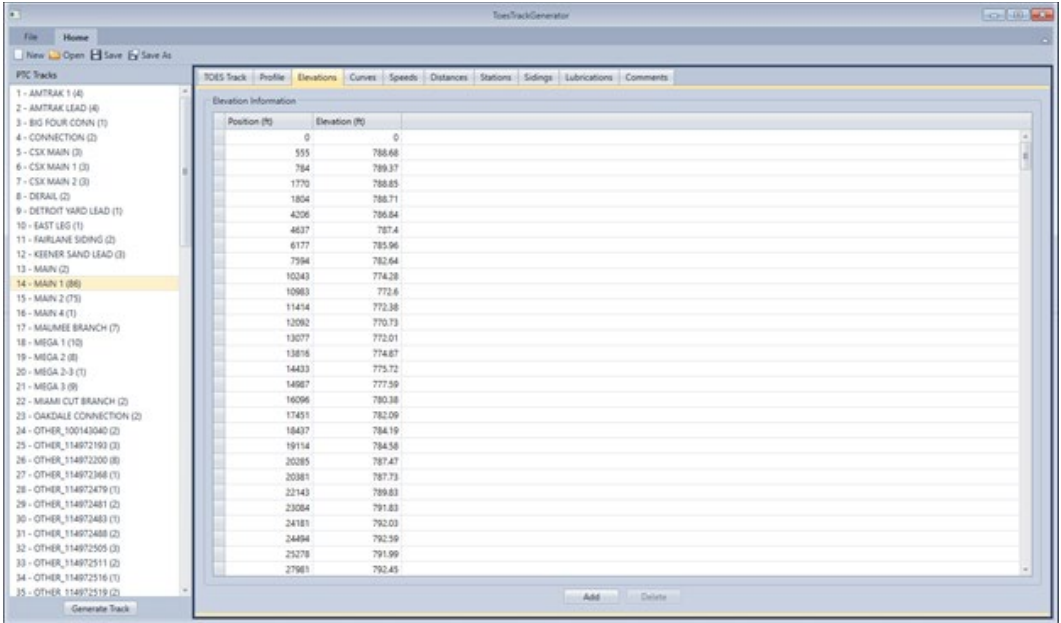 ToesTrackGenerator
File Home
New Open Save Save As
PTC Tracks
1 - AMTRAK 1 (4)
2 - AMTRAK LEAD (4)
3 - BIG FOUR CONN (1)
4 - CONNECTION (2)
5 - CSX MAIN (3)
6 - CSX MAIN 1 (3)
7 - CSX MAIN 2 (3)
8 - DERAIL (2)
9 - DETROIT YARD LEAD (1)
10 - EAST LEG (1)
11 - FAIRLANE SIDING (2)
12 - KEENER SAND LEAD (3)
13 - MAIN (2)
14 - MAIN 1 (86)
15 - MAIN 2 (75)
16 - MAIN 4 (1)
17 - MAUMEE BRANCH (7)
18 - MEGA 1 (10)
19 - MEGA 2 (8)
20 - MEGA 2-3 (1)
21 - MEGA 3 (9)
22 - MIAMI CUT BRANCH (2)
23 - OAKDALE CONNECTION (2)
24 - OTHER_100143040 (2)
25 - OTHER_114972193 (3)
26 - OTHER_114972200 (8)
27 - OTHER_114972368 (1)
28 - OTHER_114972479 (1)
29 - OTHER_114972481 (2)
30 - OTHER_114972483 (1)
31 - OTHER_114972488 (2)
32 - OTHER_114972505 (3)
33 - OTHER_114972511 (2)
34 - OTHER_114972516 (1)
35 - OTHER_114972519 (2)
Generate Track
TOES Track Profile Elevations Curves Speeds Distances Stations Sidings Lubrications Comments
Elevation Information
Position (ft) Elevation (ft)
0 0
555 788.68
784 789.37
1770 788.85
1804 788.71
4206 786.84
4637 787.4
6177 785.96
7594 782.64
10243 774.28
10983 772.6
11414 772.38
12092 770.73
13077 772.01
13816 774.87
14433 775.72
14987 777.59
16096 780.38
17451 782.09
18437 784.19
19114 784.58
20285 787.47
20381 787.73
22143 789.83
23084 791.83
24181 792.03
24494 792.59
25278 791.99
27981 792.45
Add Delete